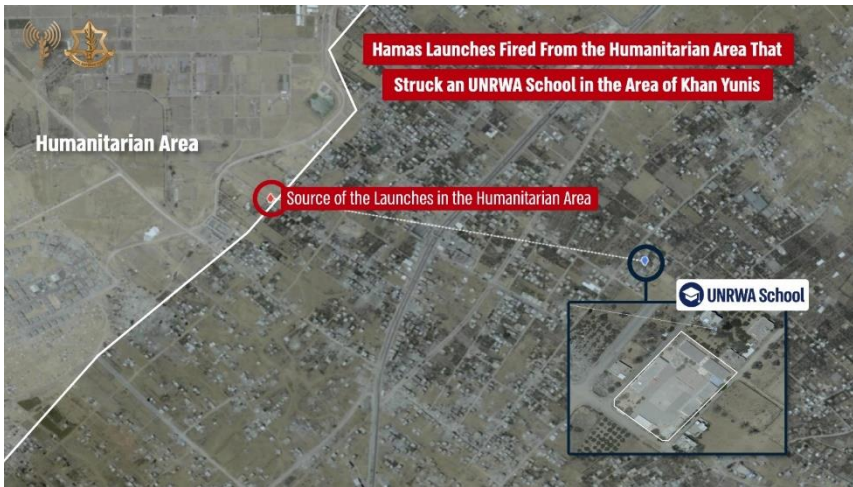 Hamas Launches Fired From the Humanitarian Area That
Struck an UNRWA School in the Area of Khan Yunis
Humanitarian Area
Source of the Launches in the Humanitarian Area
UNRWA School